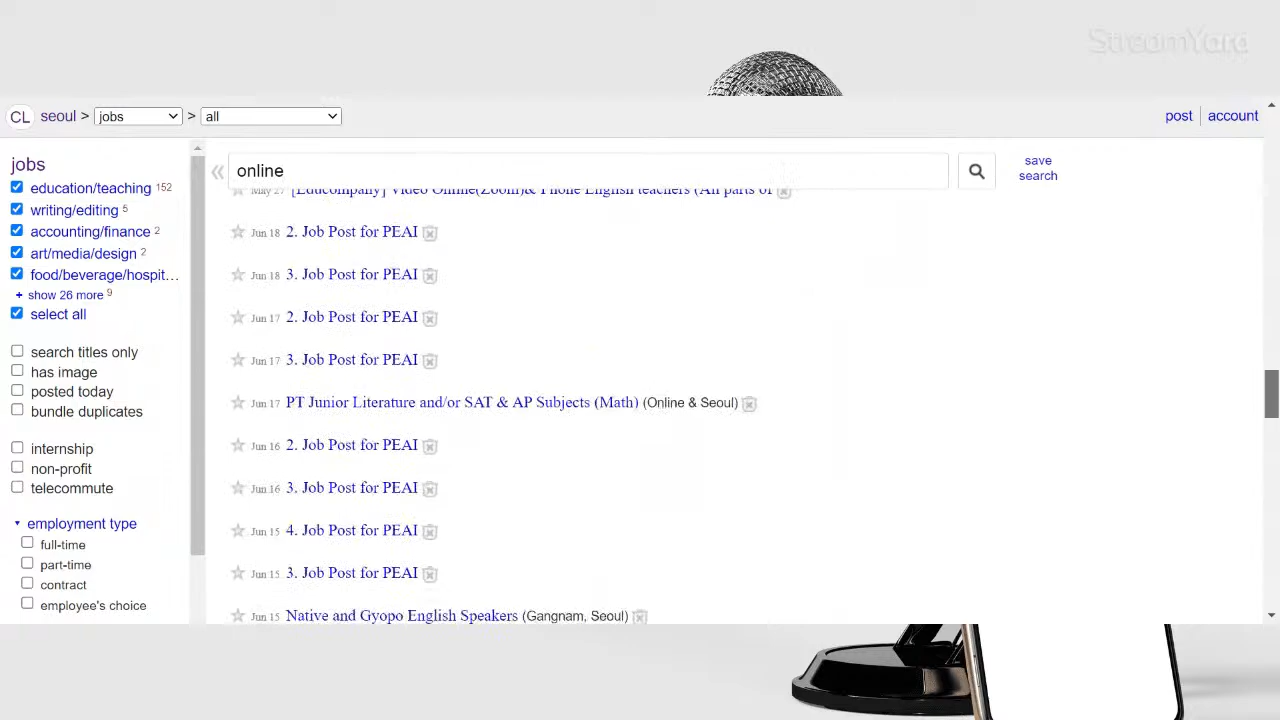 StreamYard
CL seoul > jobs > all post account
jobs
education/teaching 152
writing/editing 5
accounting/finance 2
art/media/design 2
food/beverage/hospit...
+ show 26 more 9
select all
search titles only
has image
posted today
bundle duplicates
internship
non-profit
telecommute
employment type
full-time
part-time
contract
employee's choice
online
save
search
May 27 [Educompany] Video Online(Zoom)& Phone English teachers (All parts of
Jun 18 2. Job Post for PEAI
Jun 18 3. Job Post for PEAI
Jun 17 2. Job Post for PEAI
Jun 17 3. Job Post for PEAI
Jun 17 PT Junior Literature and/or SAT & AP Subjects (Math) (Online & Seoul)
Jun 16 2. Job Post for PEAI
Jun 16 3. Job Post for PEAI
Jun 15 4. Job Post for PEAI
Jun 15 3. Job Post for PEAI
Jun 15 Native and Gyopo English Speakers (Gangnam, Seoul)